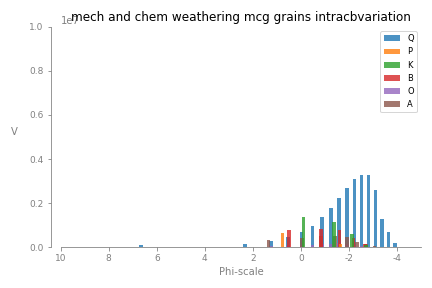 mech and chem weathering mcg grains intracbvariation
1e7
1.0
0.8
0.6
0.4
0.2
0.0
V
Q
P
K
B
O
A
10 8 6 4 2 0 -2 -4
Phi-scale